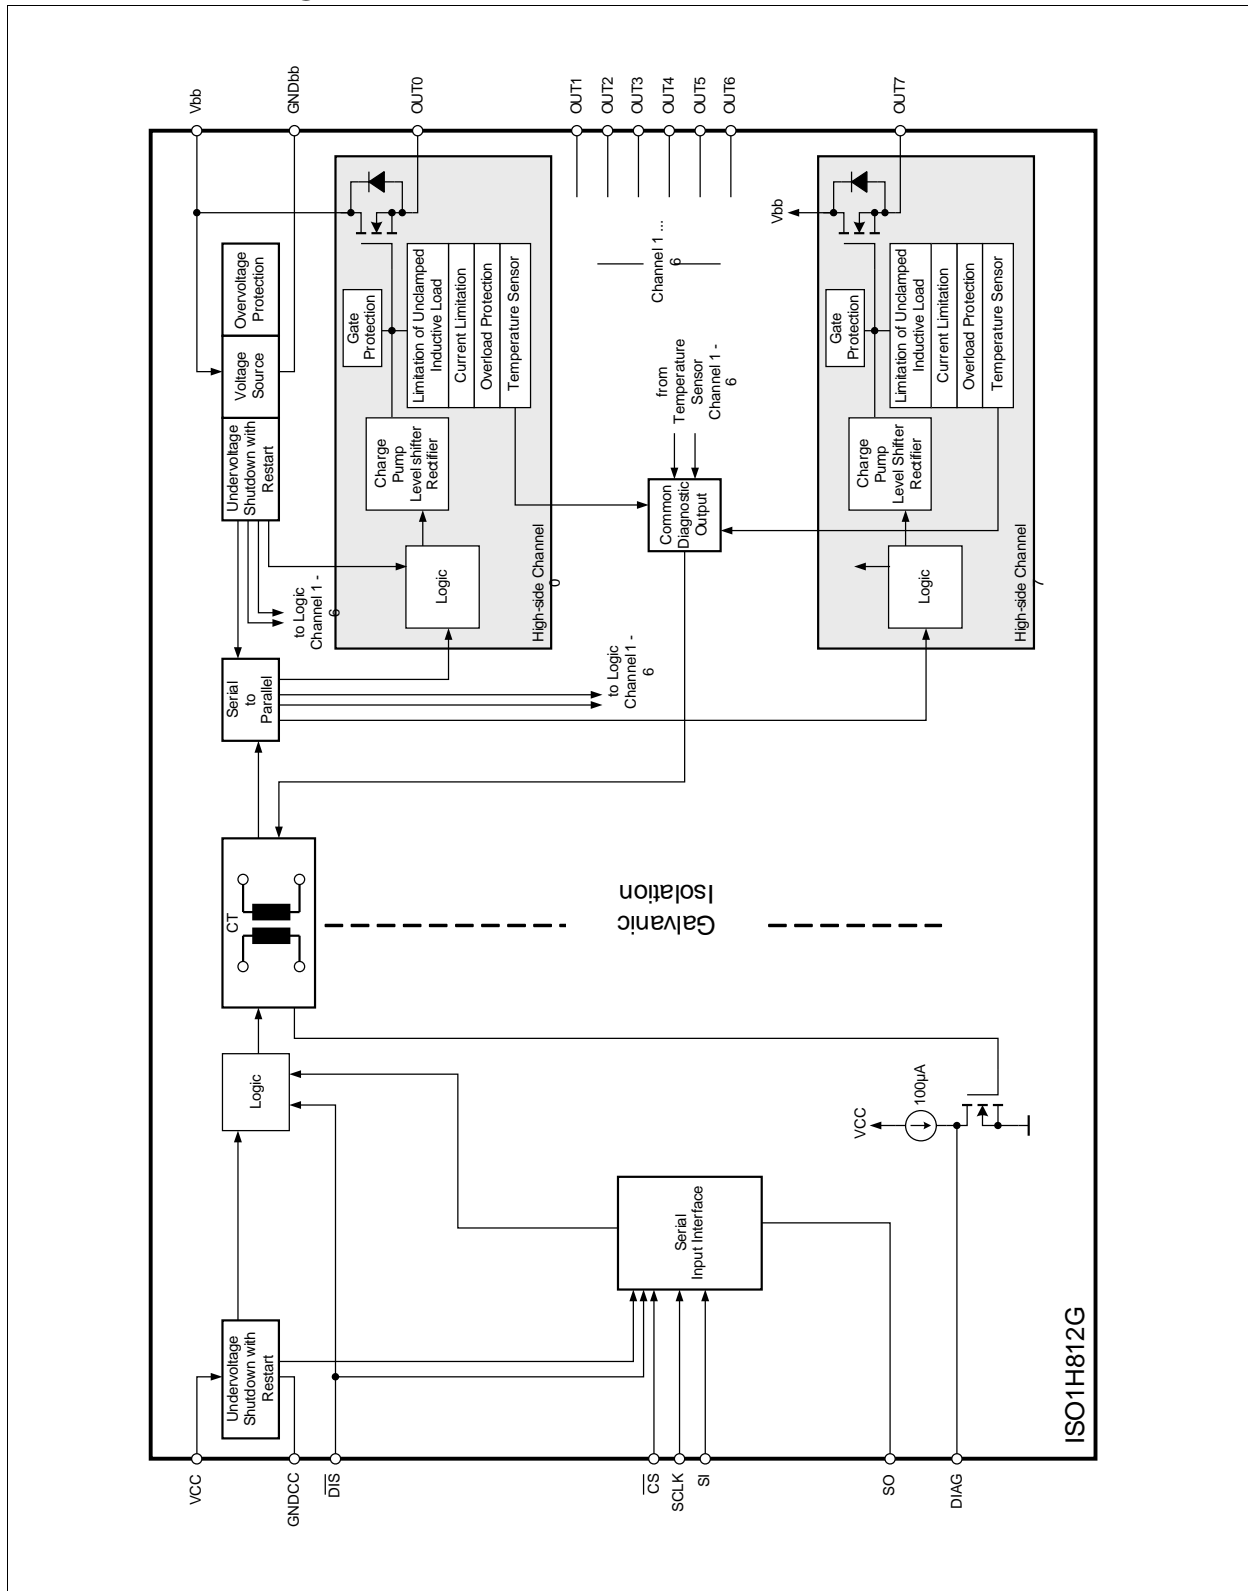 VCC
GNDCC
DIS
CS
SCLK
SI
SO
DIAG
Undervoltage
Shutdown with
Restart
Logic
Serial
Input Interface
VCC
100µA
CT
Galvanic
Isolation
Serial
to
Parallel
Undervoltage
Shutdown with
Restart
Voltage
Source
Overvoltage
Protection
to Logic
Channel 1 -
6
to Logic
Channel1 -
6
High-side Channel
0
Logic
Charge
Pump
Level shifter
Rectifier
Gate
Protection
Limitation of Unclamped
Inductive Load
Current Limitation
Overload Protection
Temperature Sensor
Common
Diagnostic
Output
from
Temperature
Sensor
Channel 1 -
6
Channel 1 ...
6
High-side Channel
7
Logic
Charge
Pump
Level Shifter
Rectifier
Gate
Protection
Limitation of Unclamped
Inductive Load
Current Limitation
Overload Protection
Temperature Sensor
Vbb
Vbb
GNDbb
OUT0
OUT1
OUT2
OUT3
OUT4
OUT5
OUT6
OUT7
ISO1H812G